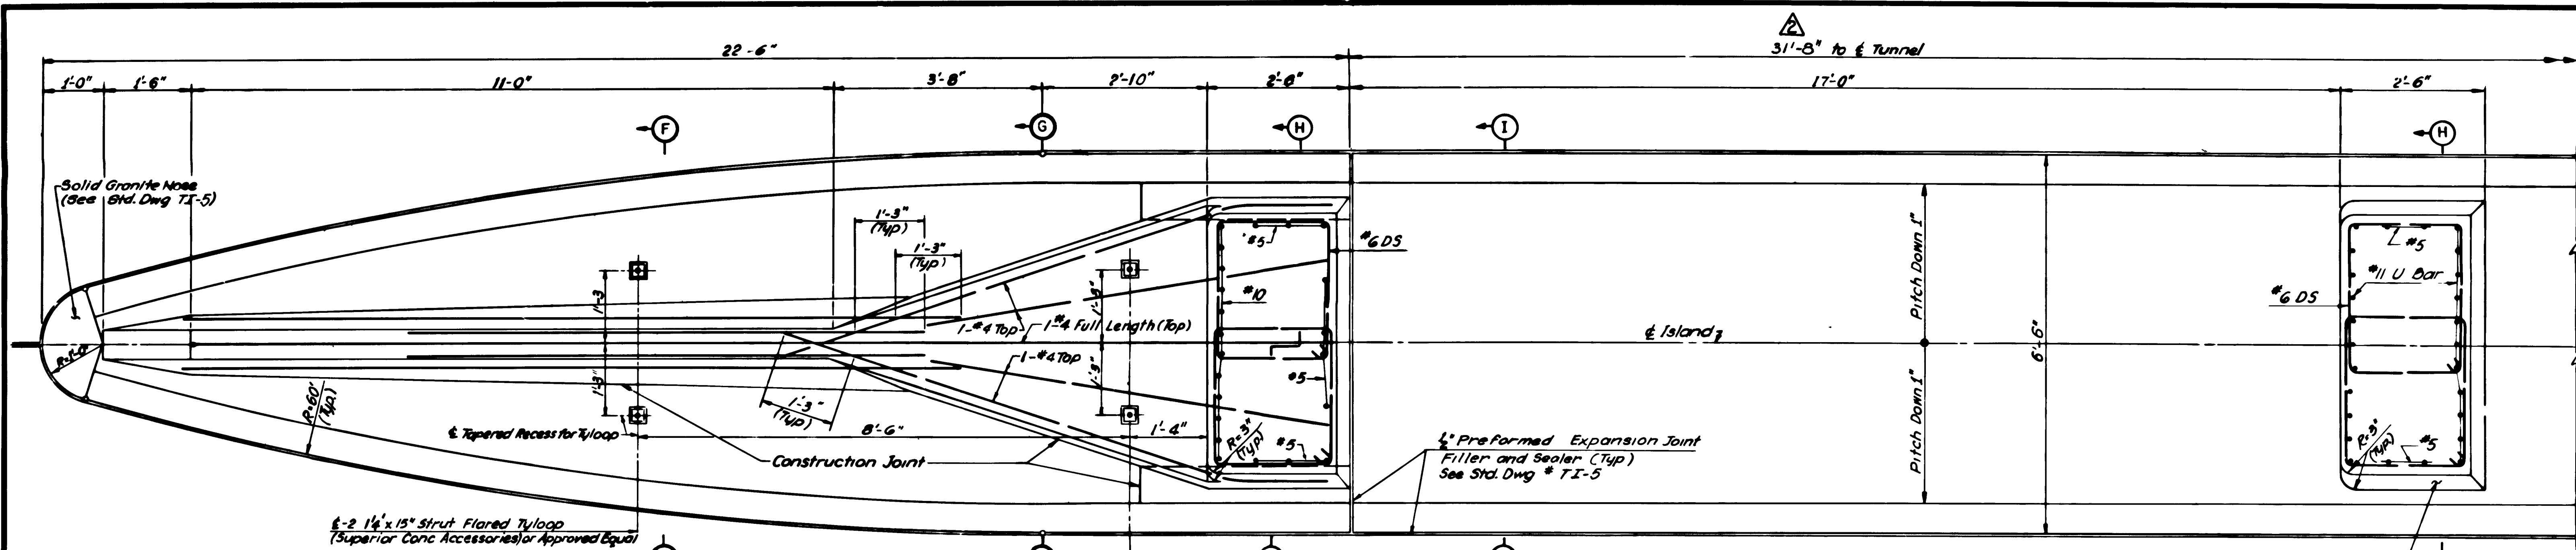 2
22'-6"
31'-8" to ℄ Tunnel
1'-0"
1'-6"
11'-0"
3'-8"
2'-10"
2'-6"
17'-0"
2'-6"
F
G
H
I
H
Solid Granite Nose
(See Std. Dwg TI-5)
1'-3"
(Typ)
1'-3"
(Typ)
#5
#6 DS
#5
#11 U Bar
#6 DS
1'-3
1'-3"
#10
1-#4 Top
1-#4 Full Length (Top)
1-#4 Top
℄ Island
Pitch Down 1"
Pitch Down 1"
6'-6"
R=1'-0"
R=60'
(Typ.)
1'-3"
1'-3"
1'-3"
(Typ)
#5
℄ Tapered Recess for Tyloop
8'-6"
1'-4"
R=3"
(Typ)
#5
R=3"
(Typ)
#5
Construction Joint
½" Preformed Expansion Joint
Filler and Sealer (Typ)
See Std. Dwg # TI-5
℄-2 1¼" x 15" Strut Flared Tyloop
(Superior Conc Accessories) or Approved Equal